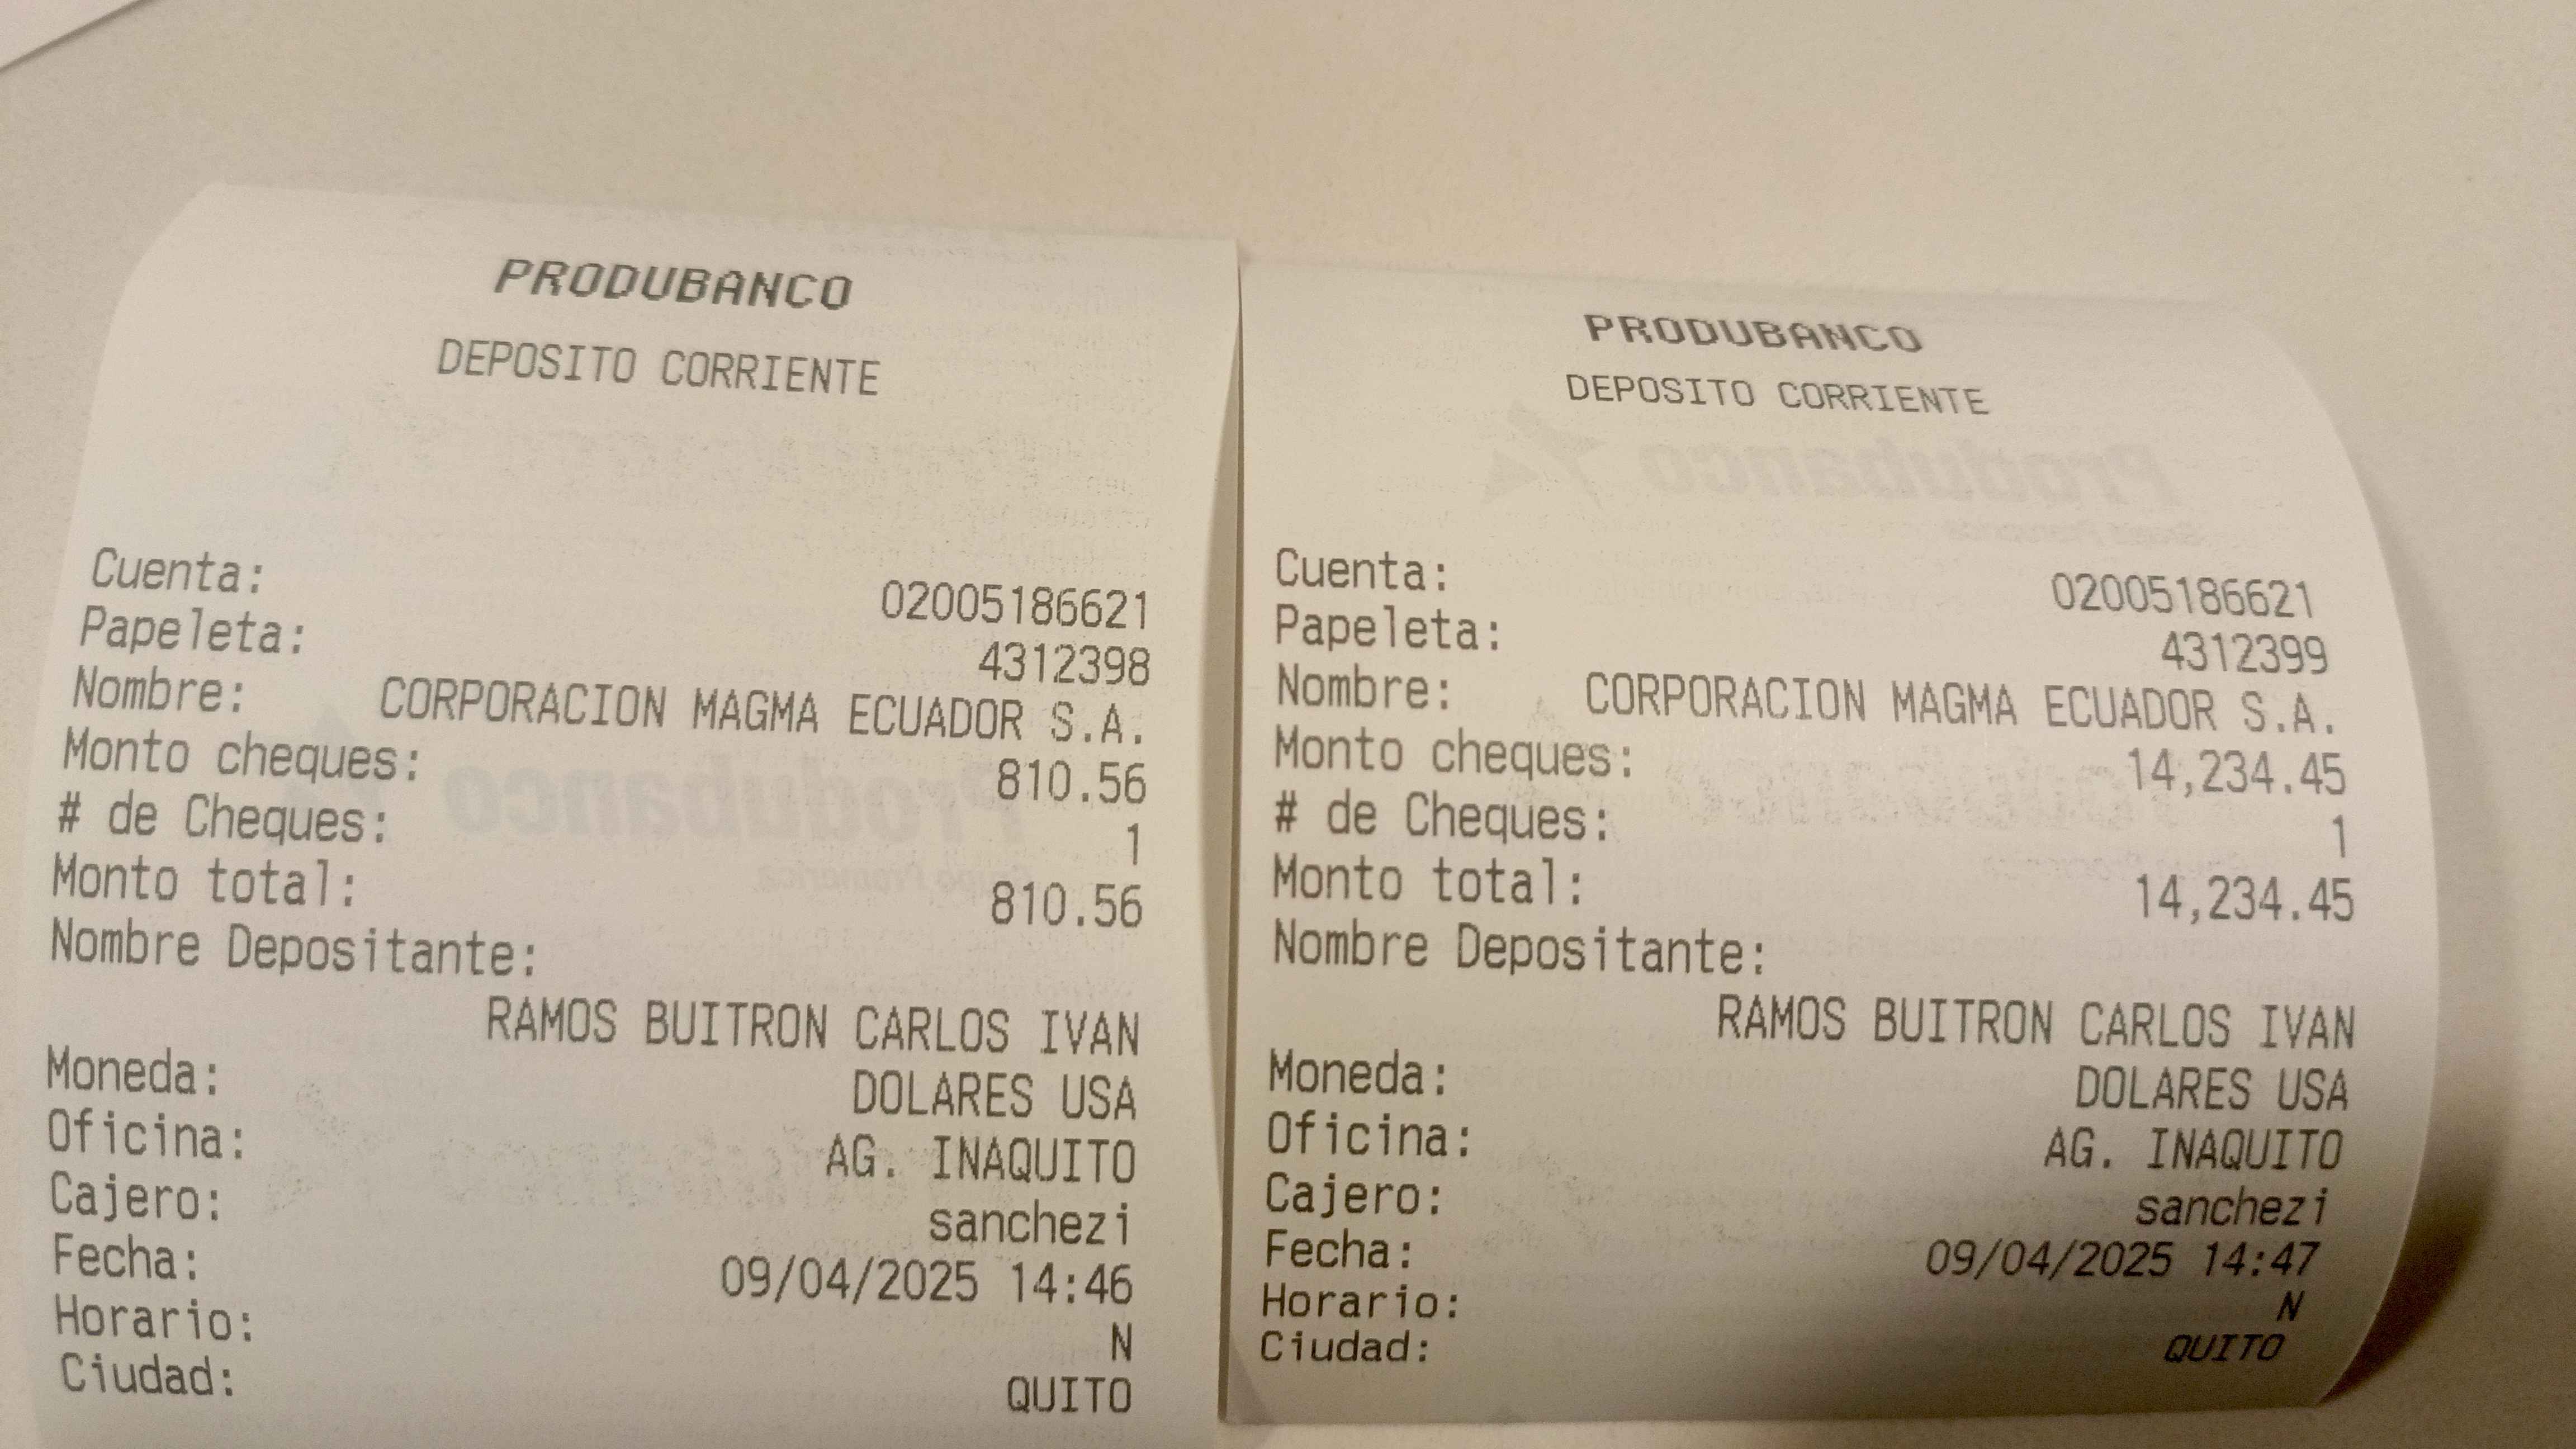 PRODUBANCO
DEPOSITO CORRIENTE
Cuenta: 02005186621
Papeleta: 4312398
Nombre: CORPORACION MAGMA ECUADOR S.A.
Monto cheques: 810.56
# de Cheques: 1
Monto total: 810.56
Nombre Depositante:
RAMOS BUITRON CARLOS IVAN
Moneda: DOLARES USA
Oficina: AG. INAQUITO
Cajero: sanchezi
Fecha: 09/04/2025 14:46
Horario: N
Ciudad: QUITO
PRODUBANCO
DEPOSITO CORRIENTE
Produbanco
Cuenta: 02005186621
Papeleta: 4312399
Nombre: CORPORACION MAGMA ECUADOR S.A.
Monto cheques: 14,234.45
# de Cheques: 1
Monto total: 14,234.45
Nombre Depositante:
RAMOS BUITRON CARLOS IVAN
Moneda: DOLARES USA
Oficina: AG. INAQUITO
Cajero: sanchezi
Fecha: 09/04/2025 14:47
Horario: N
Ciudad: QUITO